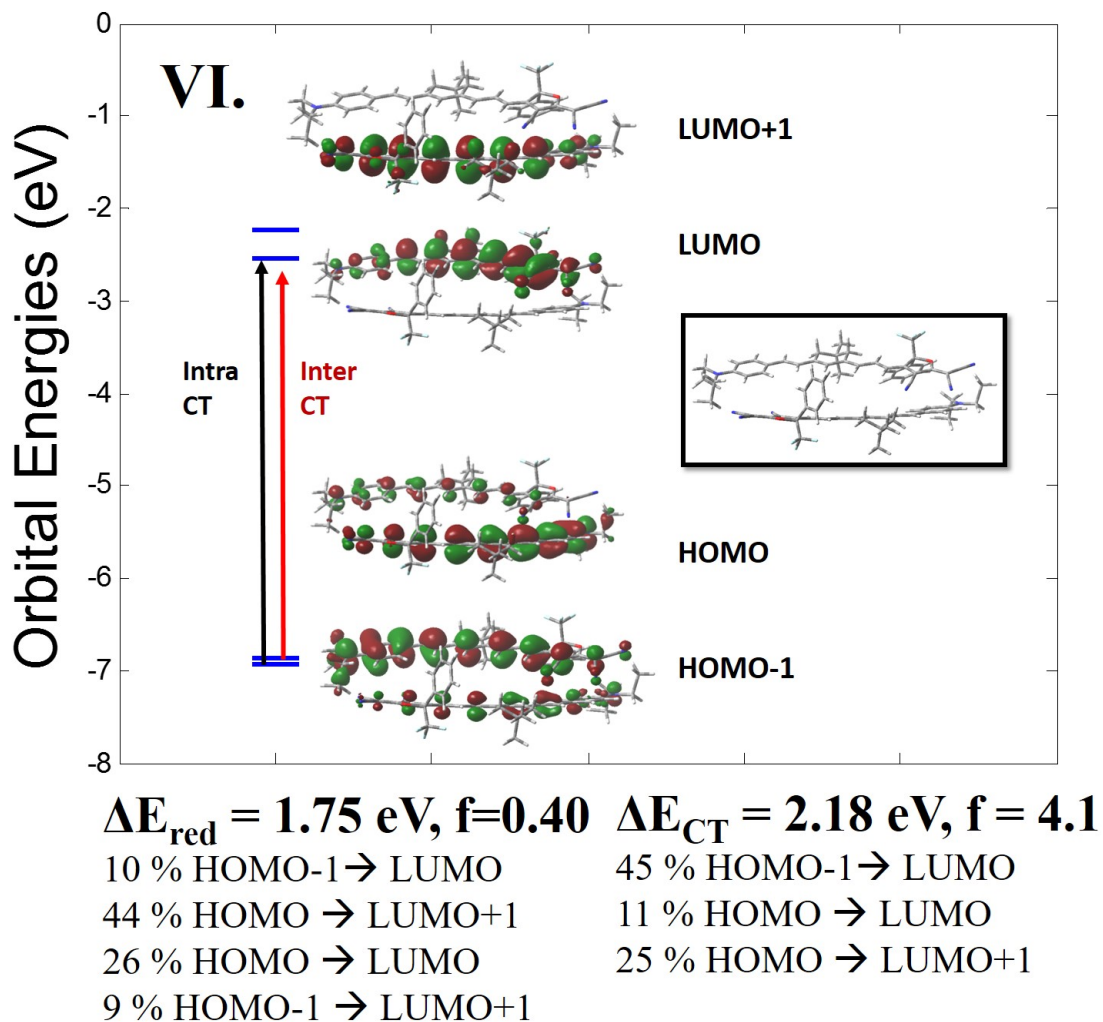 0
-1
-2
-3
-4
-5
-6
-7
-8
Orbital Energies (eV)
VI.
LUMO+1
LUMO
Intra
CT
Inter
CT
HOMO
HOMO-1
ΔE_red = 1.75 eV, f=0.40
10 % HOMO-1→ LUMO
44 % HOMO → LUMO+1
26 % HOMO → LUMO
9 % HOMO-1 → LUMO+1
ΔE_CT = 2.18 eV, f = 4.1
45 % HOMO-1→ LUMO
11 % HOMO → LUMO
25 % HOMO → LUMO+1